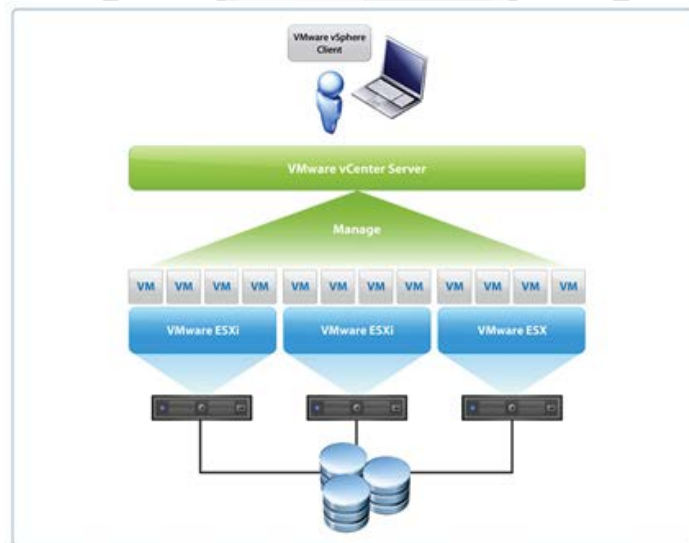 VMware vSphere
Client
VMware vCenter Server
Manage
VM VM VM VM VM VM VM VM VM VM VM VM
VMware ESXi VMware ESXi VMware ESX